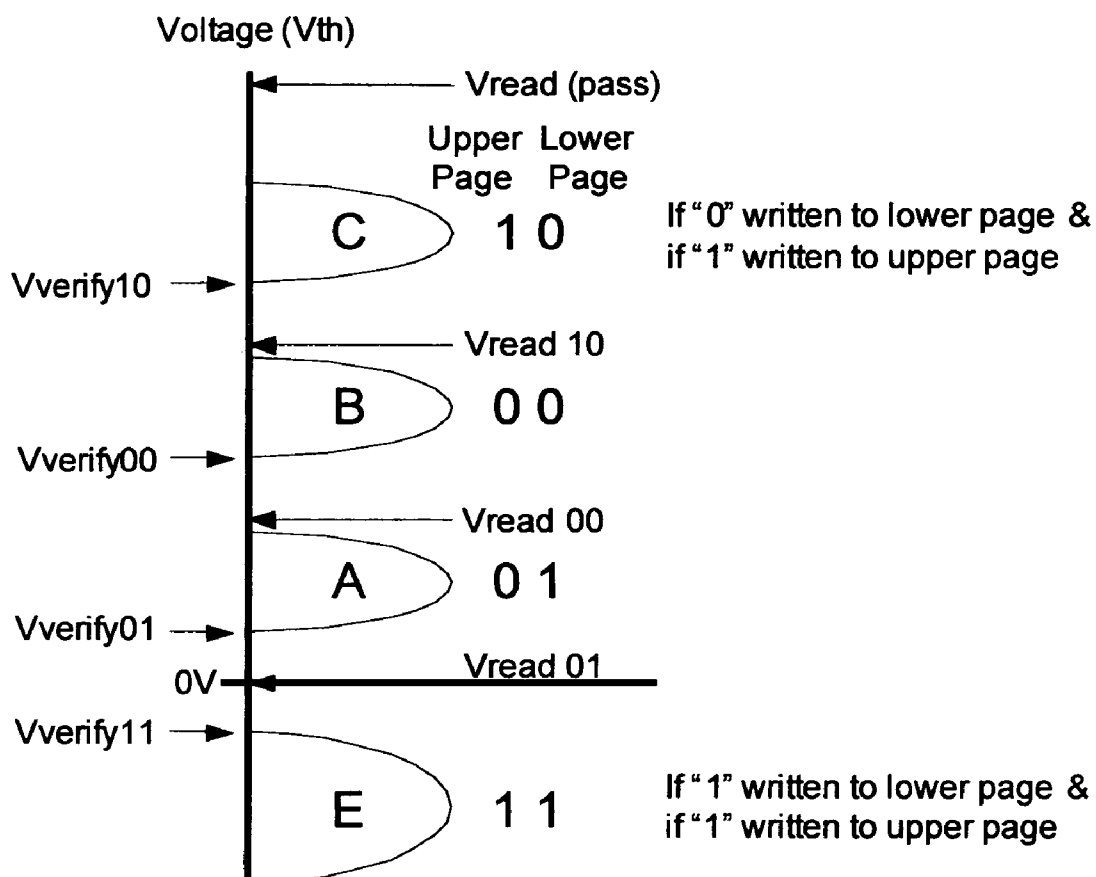 Voltage (Vth)
Vread (pass)
Upper Lower
Page Page
C 1 0
If “0” written to lower page &
if “1” written to upper page
Vverify10
Vread 10
B 0 0
Vverify00
Vread 00
A 0 1
Vverify01
Vread 01
0V
Vverify11
E 1 1
If “1” written to lower page &
if “1” written to upper page